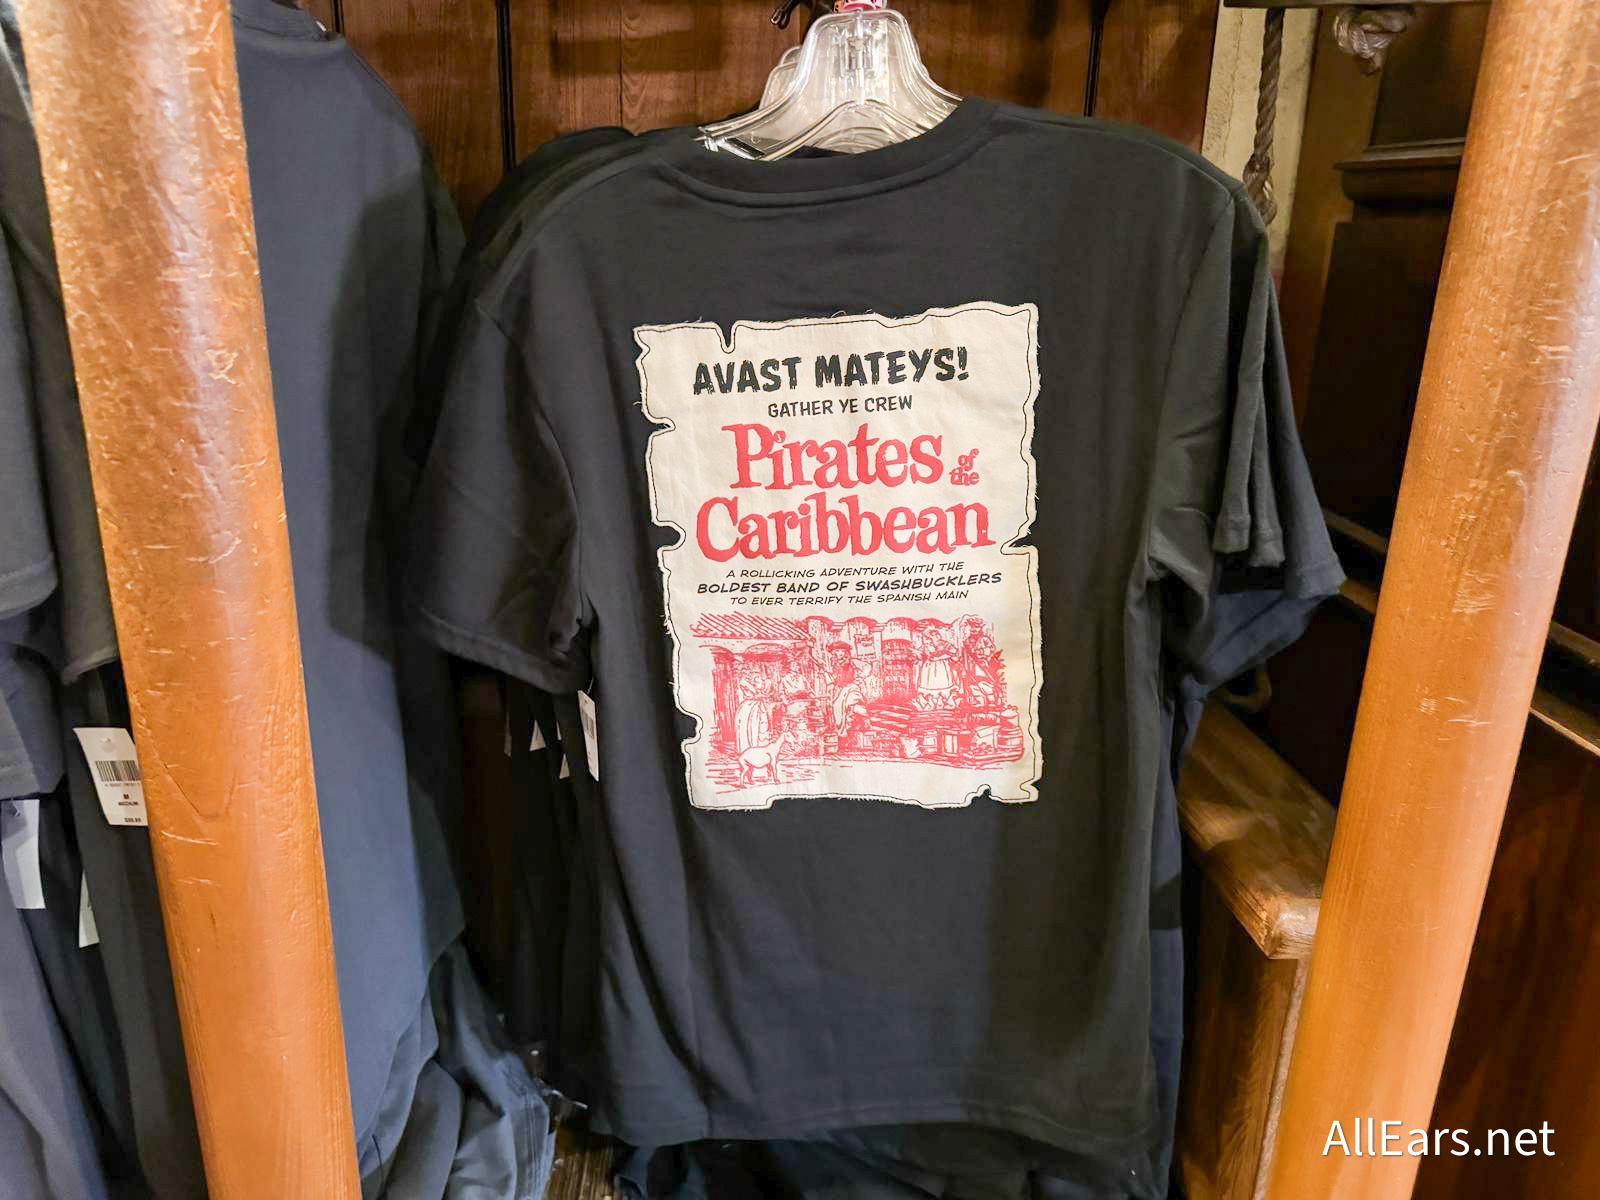 AVAST MATEYS!
GATHER YE CREW
Pirates of the
Caribbean
A ROLLICKING ADVENTURE WITH THE
BOLDEST BAND OF SWASHBUCKLERS
TO EVER TERRIFY THE SPANISH MAIN
AllEars.net